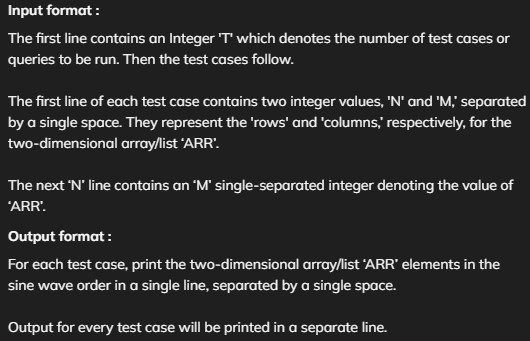 Input format :
The first line contains an Integer 'T' which denotes the number of test cases or
queries to be run. Then the test cases follow.
The first line of each test case contains two integer values, 'N' and 'M,' separated
by a single space. They represent the 'rows' and 'columns,' respectively, for the
two-dimensional array/list ‘ARR’.
The next ‘N’ line contains an ‘M’ single-separated integer denoting the value of
‘ARR’.
Output format :
For each test case, print the two-dimensional array/list ‘ARR’ elements in the
sine wave order in a single line, separated by a single space.
Output for every test case will be printed in a separate line.